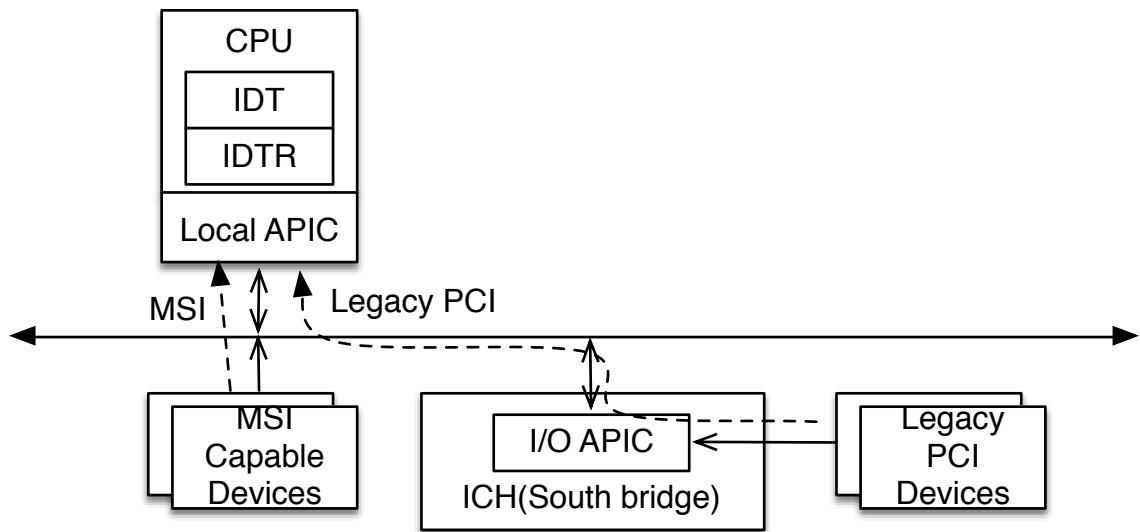 CPU
IDT
IDTR
Local APIC
MSI
Legacy PCI
MSI
Capable
Devices
I/O APIC
ICH(South bridge)
Legacy
PCI
Devices